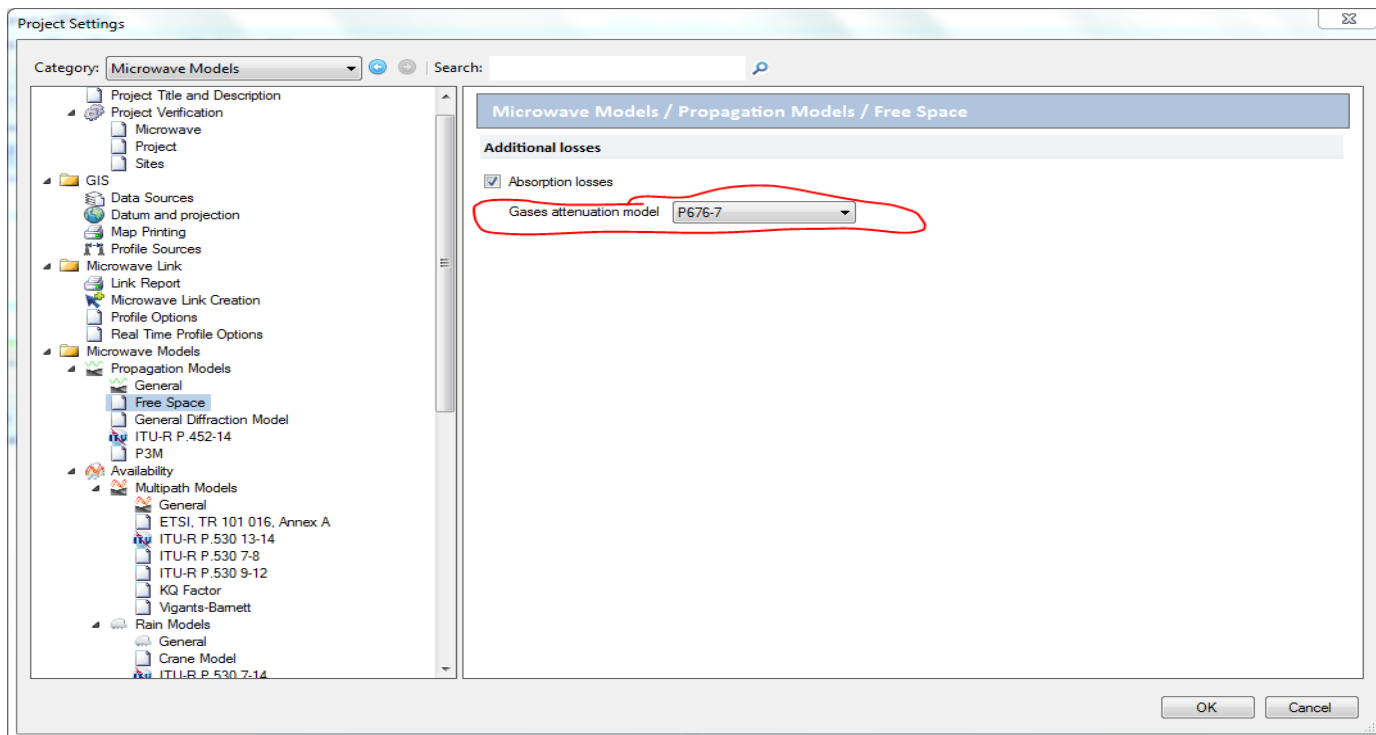 Project Settings
Category: Microwave Models Search:
Project Title and Description
Project Verification
Microwave
Project
Sites
GIS
Data Sources
Datum and projection
Map Printing
Profile Sources
Microwave Link
Link Report
Microwave Link Creation
Profile Options
Real Time Profile Options
Microwave Models
Propagation Models
General
Free Space
General Diffraction Model
ITU-R P.452-14
P3M
Availability
Multipath Models
General
ETSI, TR 101 016, Annex A
ITU-R P.530 13-14
ITU-R P.530 7-8
ITU-R P.530 9-12
KQ Factor
Vigants-Barnett
Rain Models
General
Crane Model
ITU-R P.530 7-14
Microwave Models / Propagation Models / Free Space
Additional losses
Absorption losses
Gases attenuation model P676-7
OK Cancel